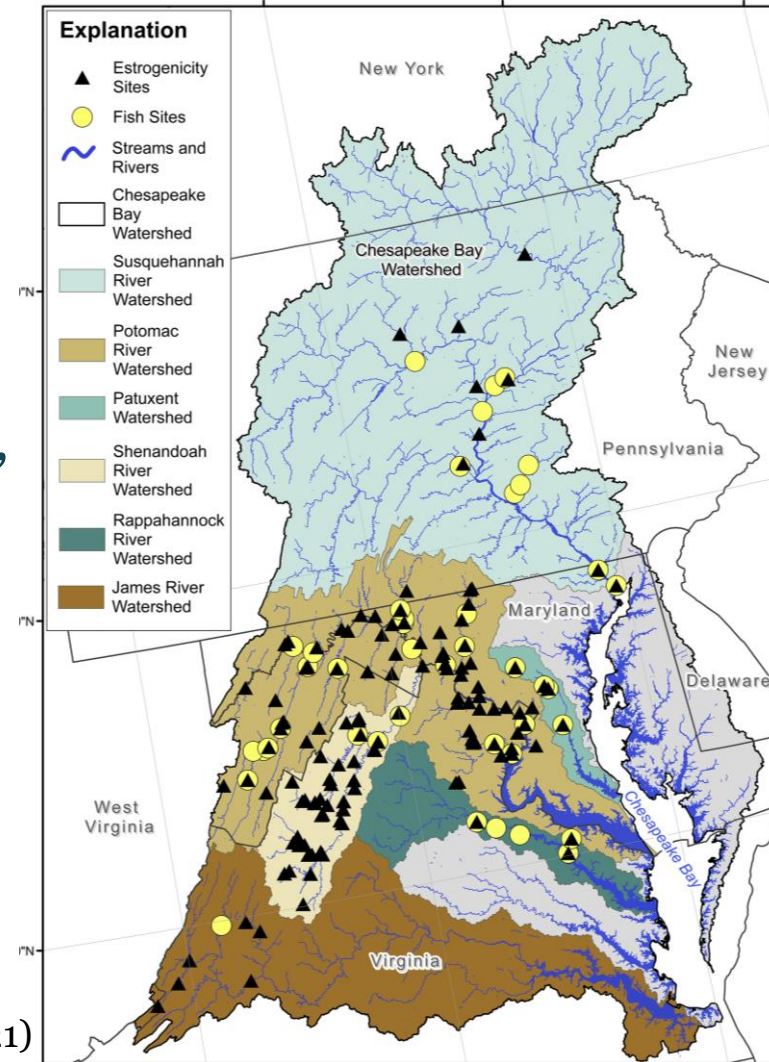 Explanation
Estrogenicity
Sites
Fish Sites
Streams and
Rivers
Chesapeake
Bay
Watershed
Susquehannah
River
Watershed
Potomac
River
Watershed
Patuxent
Watershed
Shenandoah
River
Watershed
Rappahannock
River
Watershed
James River
Watershed
New York
Chesapeake Bay
Watershed
)'N
New
Jersey
,
Pennsylvania
)'N
Maryland
Delaware
West
Virginia
Chesapeake Bay
)'N
Virginia
21)